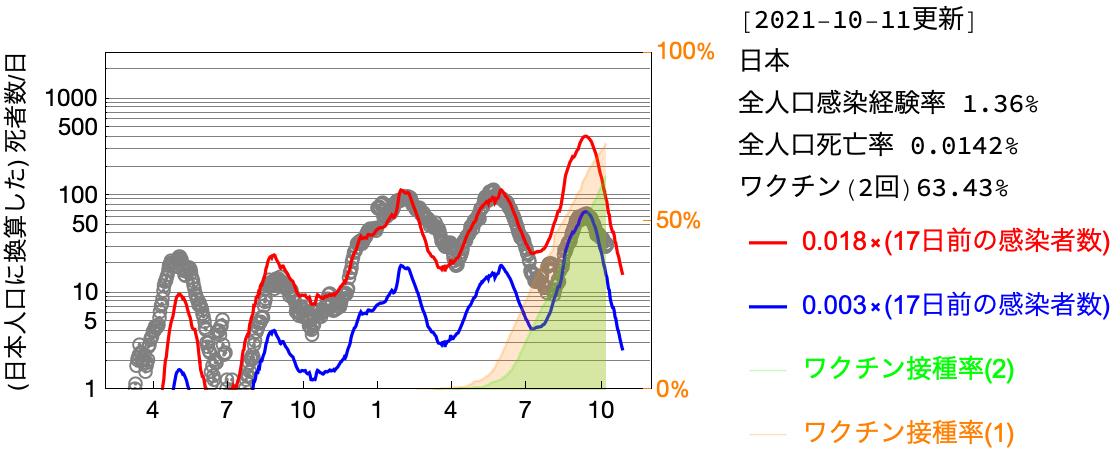 [2021-10-11更新]
日本
全人口感染経験率 1.36%
全人口死亡率 0.0142%
ワクチン(2回)63.43%
0.018×(17日前の感染者数)
0.003×(17日前の感染者数)
ワクチン接種率(2)
ワクチン接種率(1)
(日本人口に換算した) 死者数/日
1000
500
100
50
10
5
1
100%
50%
0%
4 7 10 1 4 7 10